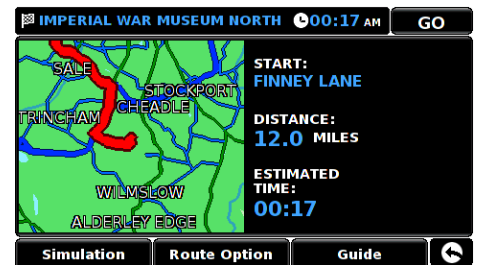 IMPERIAL WAR MUSEUM NORTH 00:17 AM GO
SALE
STOCKPORT
CHEADLE
TRINCHAM
WILMSLOW
ALDERLEY EDGE
START:
FINNEY LANE
DISTANCE:
12.0 MILES
ESTIMATED
TIME:
00:17
Simulation Route Option Guide